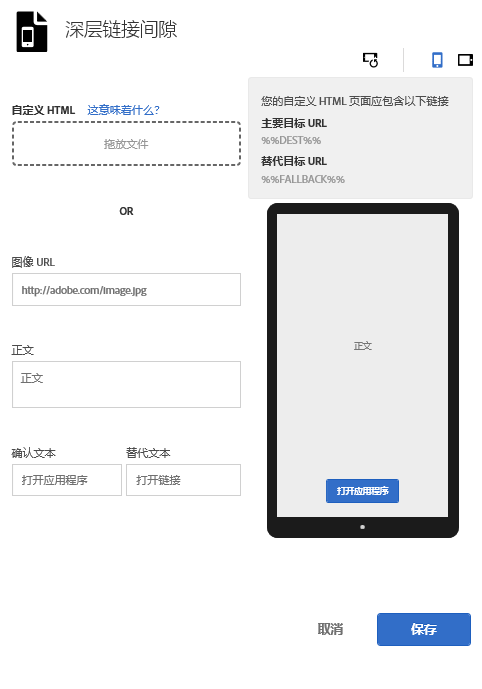 深层链接间隙
自定义 HTML 这意味着什么?
拖放文件
OR
图像 URL
http://adobe.com/image.jpg
正文
正文
确认文本 替代文本
打开应用程序 打开链接
您的自定义 HTML 页面应包含以下链接
主要目标 URL
%%DEST%%
替代目标 URL
%%FALLBACK%%
正文
打开应用程序
取消 保存